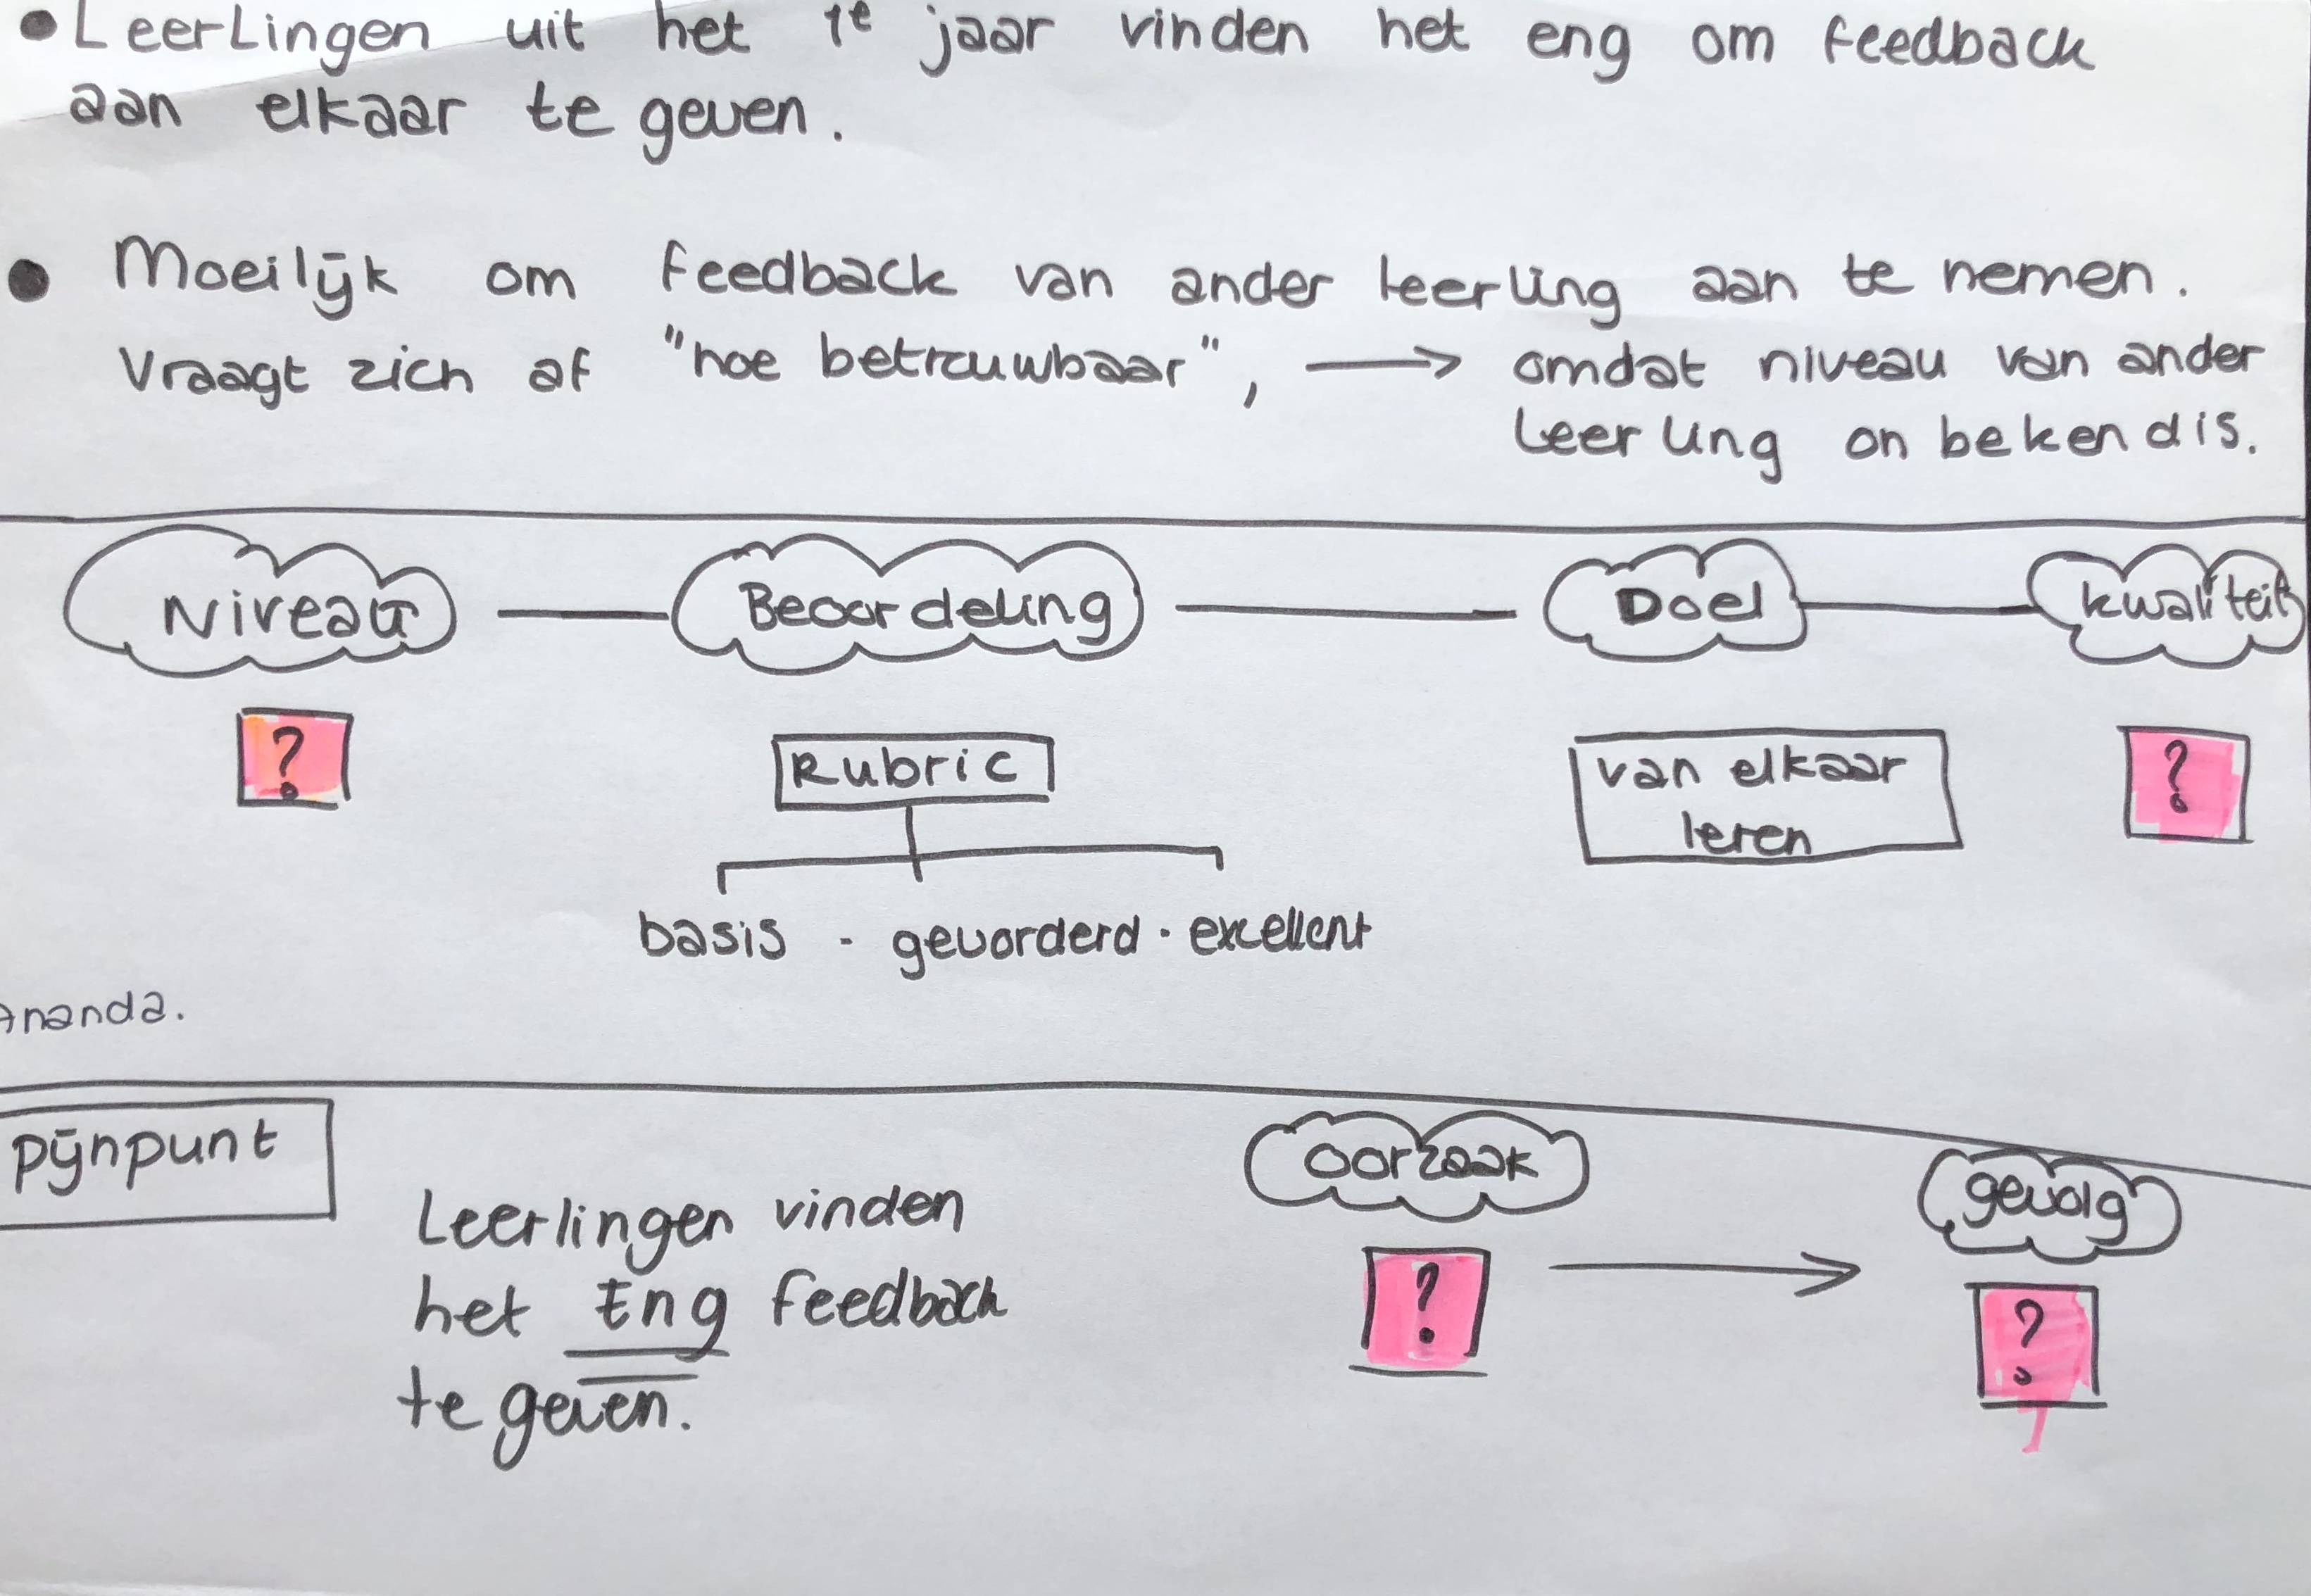 • Leerlingen uit het 1e jaar vinden het eng om feedback
aan elkaar te geven.
• Moeilijk om feedback van ander leerling aan te nemen.
Vraagt zich af "hoe betrouwbaar", → omdat niveau van ander
leerling onbekend is.
Niveau Beoordeling Doel kwaliteit
? Rubric van elkaar ?
leren
basis - gevorderd · excellent
Ananda.
pijnpunt
oorzaak gevolg
Leerlingen vinden
het Eng feedback ? → ?
te geven.